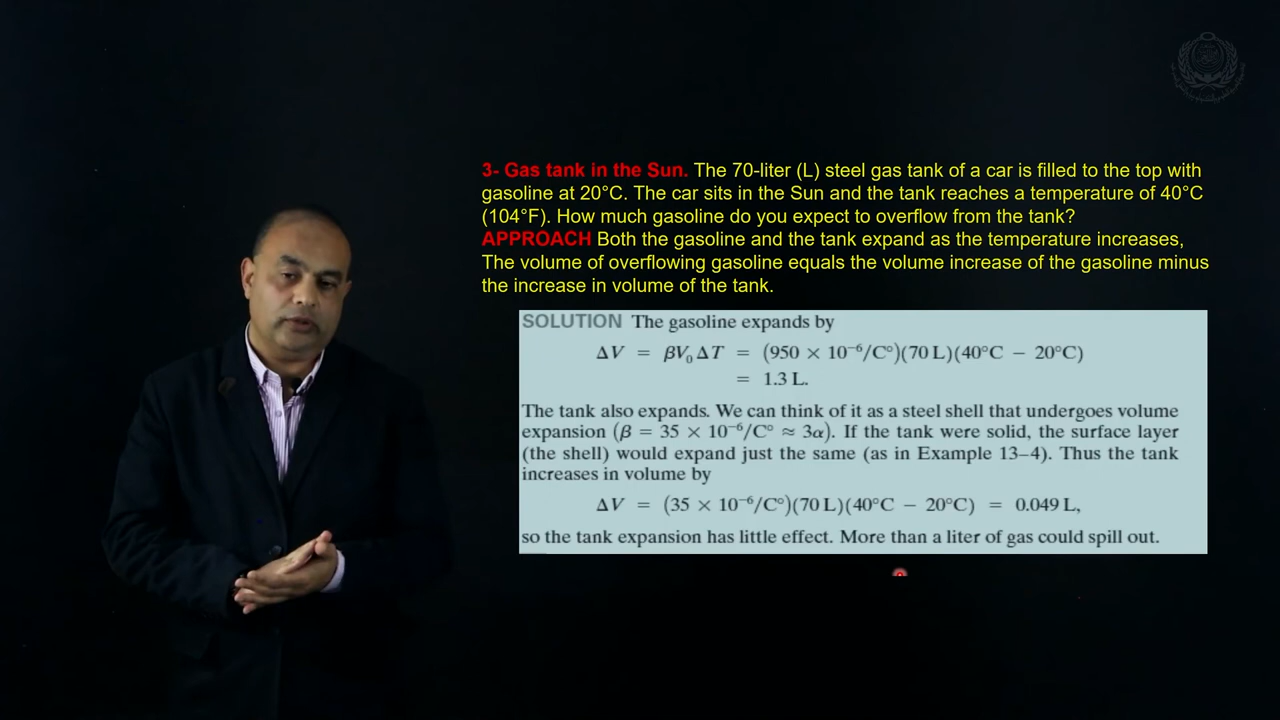 3- Gas tank in the Sun. The 70-liter (L) steel gas tank of a car is filled to the top with
gasoline at 20°C. The car sits in the Sun and the tank reaches a temperature of 40°C
(104°F). How much gasoline do you expect to overflow from the tank?
APPROACH Both the gasoline and the tank expand as the temperature increases,
The volume of overflowing gasoline equals the volume increase of the gasoline minus
the increase in volume of the tank.
SOLUTION The gasoline expands by
ΔV = βV₀ ΔT = (950 × 10⁻⁶/C°)(70 L)(40°C − 20°C)
= 1.3 L.
The tank also expands. We can think of it as a steel shell that undergoes volume
expansion (β = 35 × 10⁻⁶/C° ≈ 3α). If the tank were solid, the surface layer
(the shell) would expand just the same (as in Example 13–4). Thus the tank
increases in volume by
ΔV = (35 × 10⁻⁶/C°)(70 L)(40°C − 20°C) = 0.049 L,
so the tank expansion has little effect. More than a liter of gas could spill out.